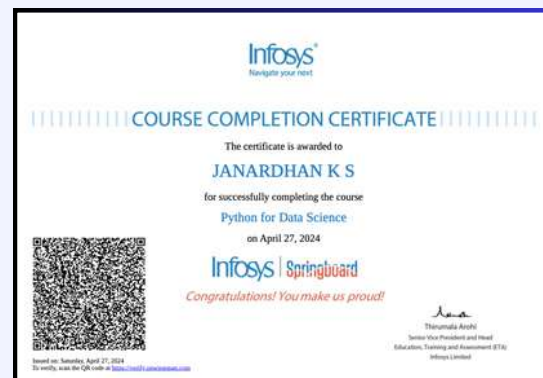 Infosys®
Navigate your next
COURSE COMPLETION CERTIFICATE
The certificate is awarded to
JANARDHAN K S
for successfully completing the course
Python for Data Science
on April 27, 2024
Infosys | Springboard
Congratulations! You make us proud!
Thirumala Arohi
Senior Vice President and Head
Education, Training and Assessment (ETA)
Infosys Limited
Issued on: Saturday, April 27, 2024
To verify, scan the QR code at